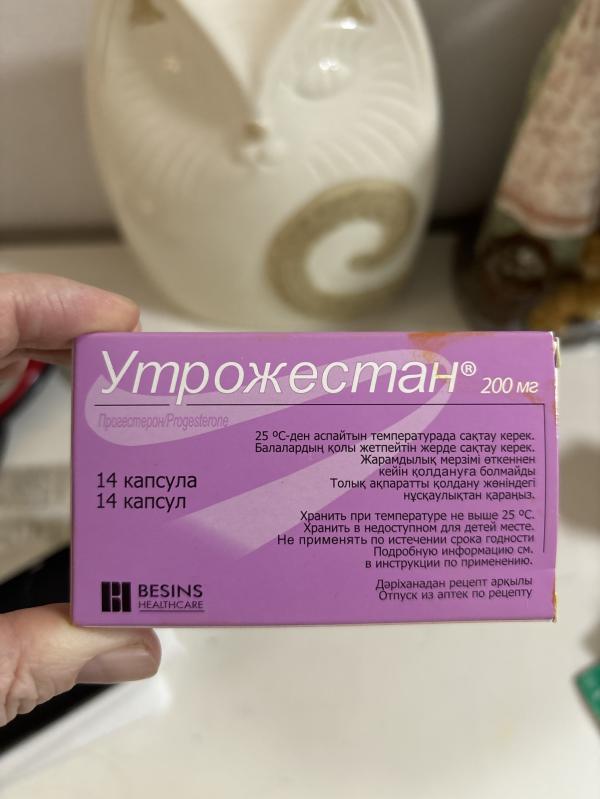 Утрожестан® 200 мг
Прогестерон/Progesterone
25 ºС-ден аспайтын температурада сақтау керек.
Балалардың қолы жетпейтін жерде сақтау керек.
Жарамдылық мерзімі өткеннен
кейін қолдануға болмайды
Толық ақпаратты қолдану жөніндегі
нұсқаулықтан қараңыз.
14 капсула
14 капсул
Хранить при температуре не выше 25 ºС.
Хранить в недоступном для детей месте.
Не применять по истечении срока годности
Подробную информацию см.
в инструкции по применению.
Дәріханадан рецепт арқылы
Отпуск из аптек по рецепту
BESINS
HEALTHCARE